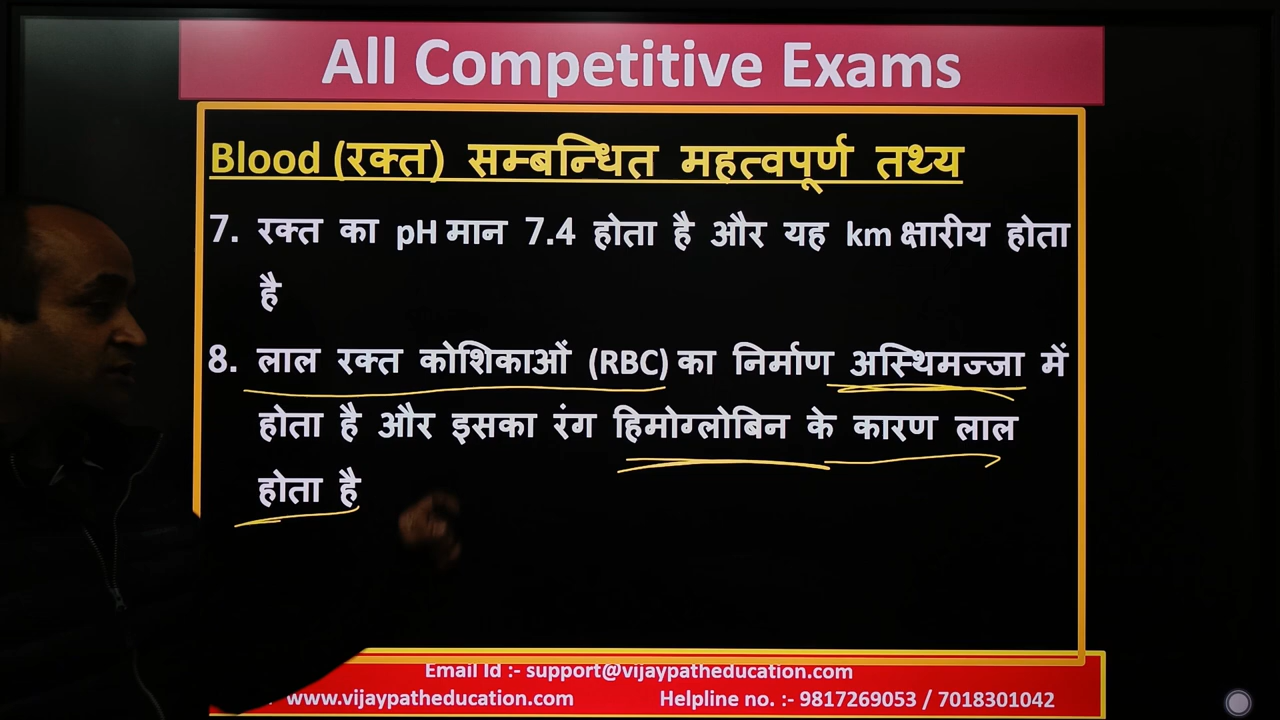 All Competitive Exams
Blood (रक्त) सम्बन्धित महत्वपूर्ण तथ्य
7. रक्त का pH मान 7.4 होता है और यह km क्षारीय होता
है
8. लाल रक्त कोशिकाओं (RBC) का निर्माण अस्थिमज्जा में
होता है और इसका रंग हिमोग्लोबिन के कारण लाल
होता है
Email Id :- support@vijaypatheducation.com
www.vijaypatheducation.com Helpline no. :- 9817269053 / 7018301042